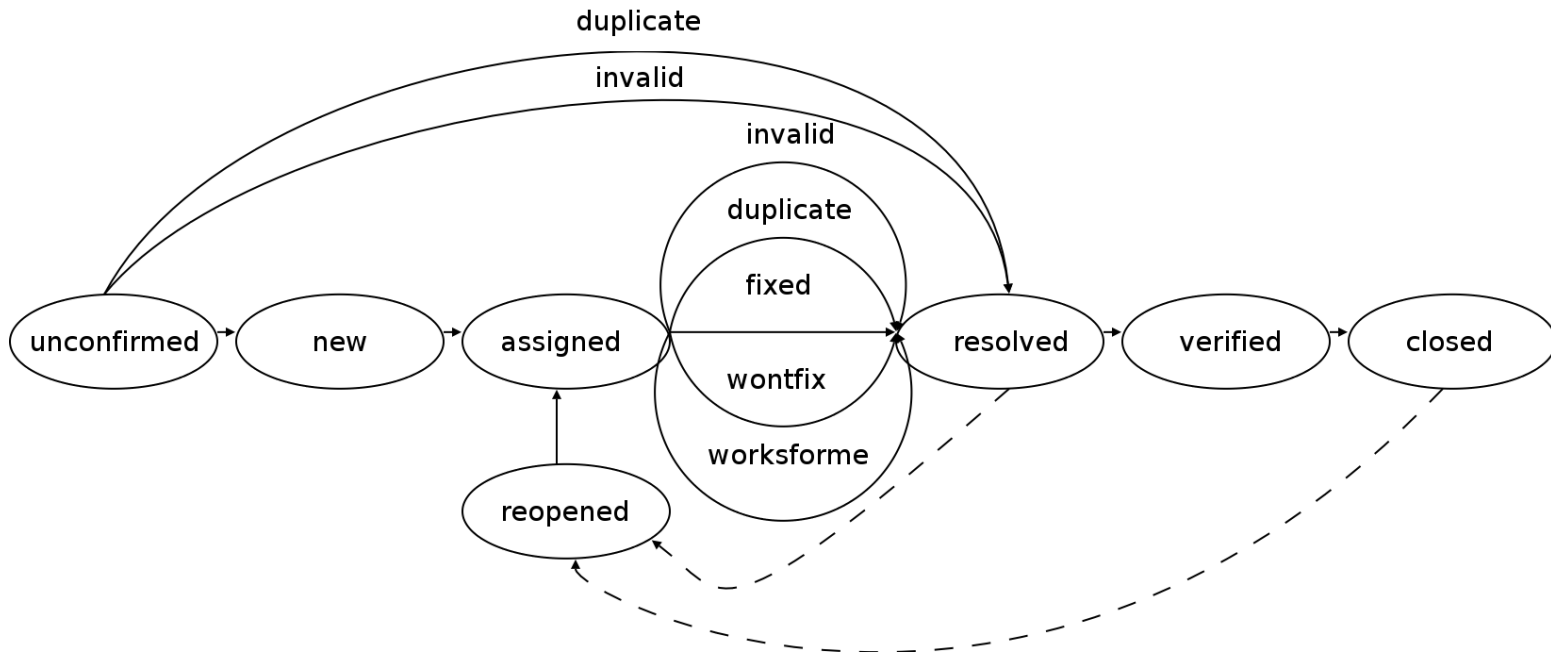 duplicate
invalid
invalid
duplicate
fixed
unconfirmed
new
assigned
resolved
verified
closed
wontfix
worksforme
reopened